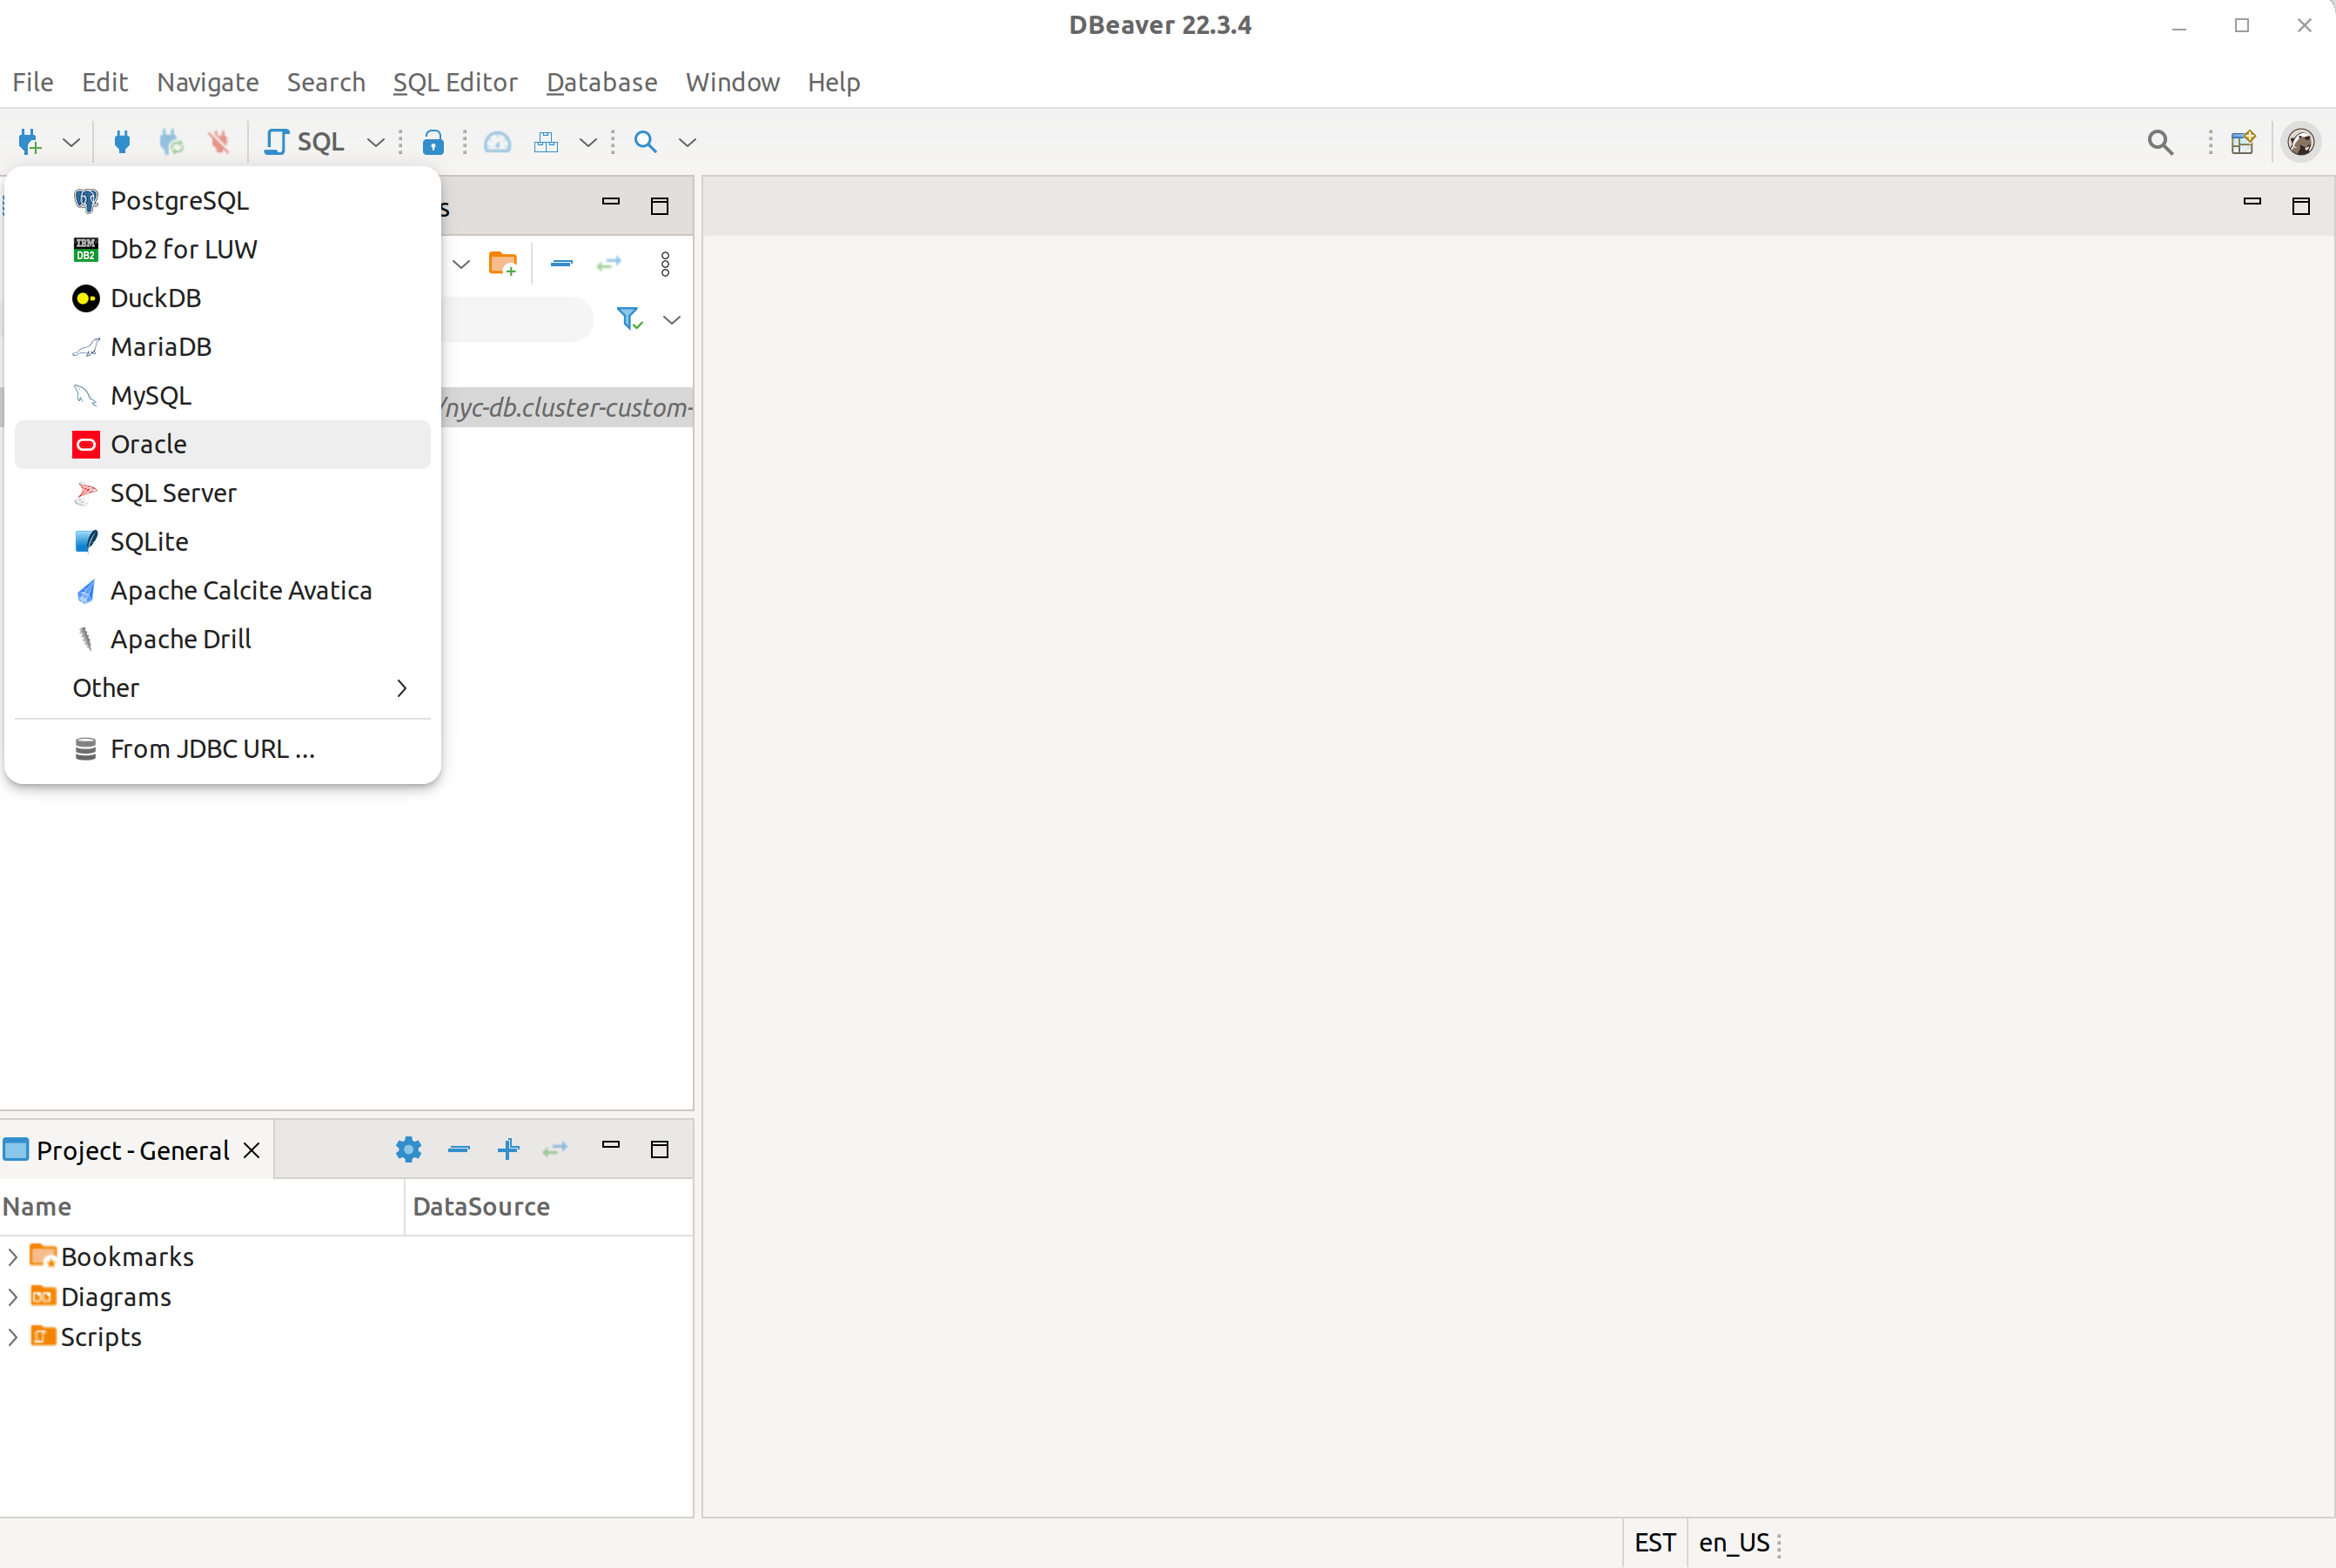 DBeaver 22.3.4
File Edit Navigate Search SQL Editor Database Window Help
SQL
PostgreSQL
s
IBM DB2
Db2 for LUW
DuckDB
MariaDB
MySQL
/nyc-db.cluster-custom-
Oracle
SQL Server
SQLite
Apache Calcite Avatica
Apache Drill
Other
From JDBC URL ...
Project - General
Name DataSource
Bookmarks
Diagrams
Scripts
EST en_US